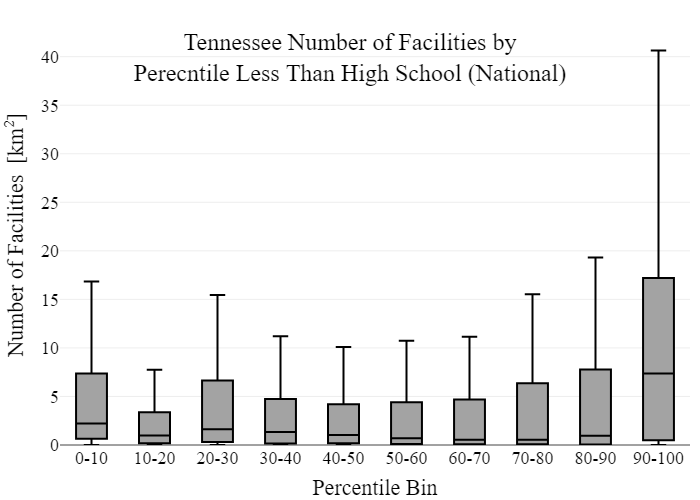 Tennessee Number of Facilities by
Perecntile Less Than High School (National)
Number of Facilities [km²]
40
35
30
25
20
15
10
5
0
0-10 10-20 20-30 30-40 40-50 50-60 60-70 70-80 80-90 90-100
Percentile Bin